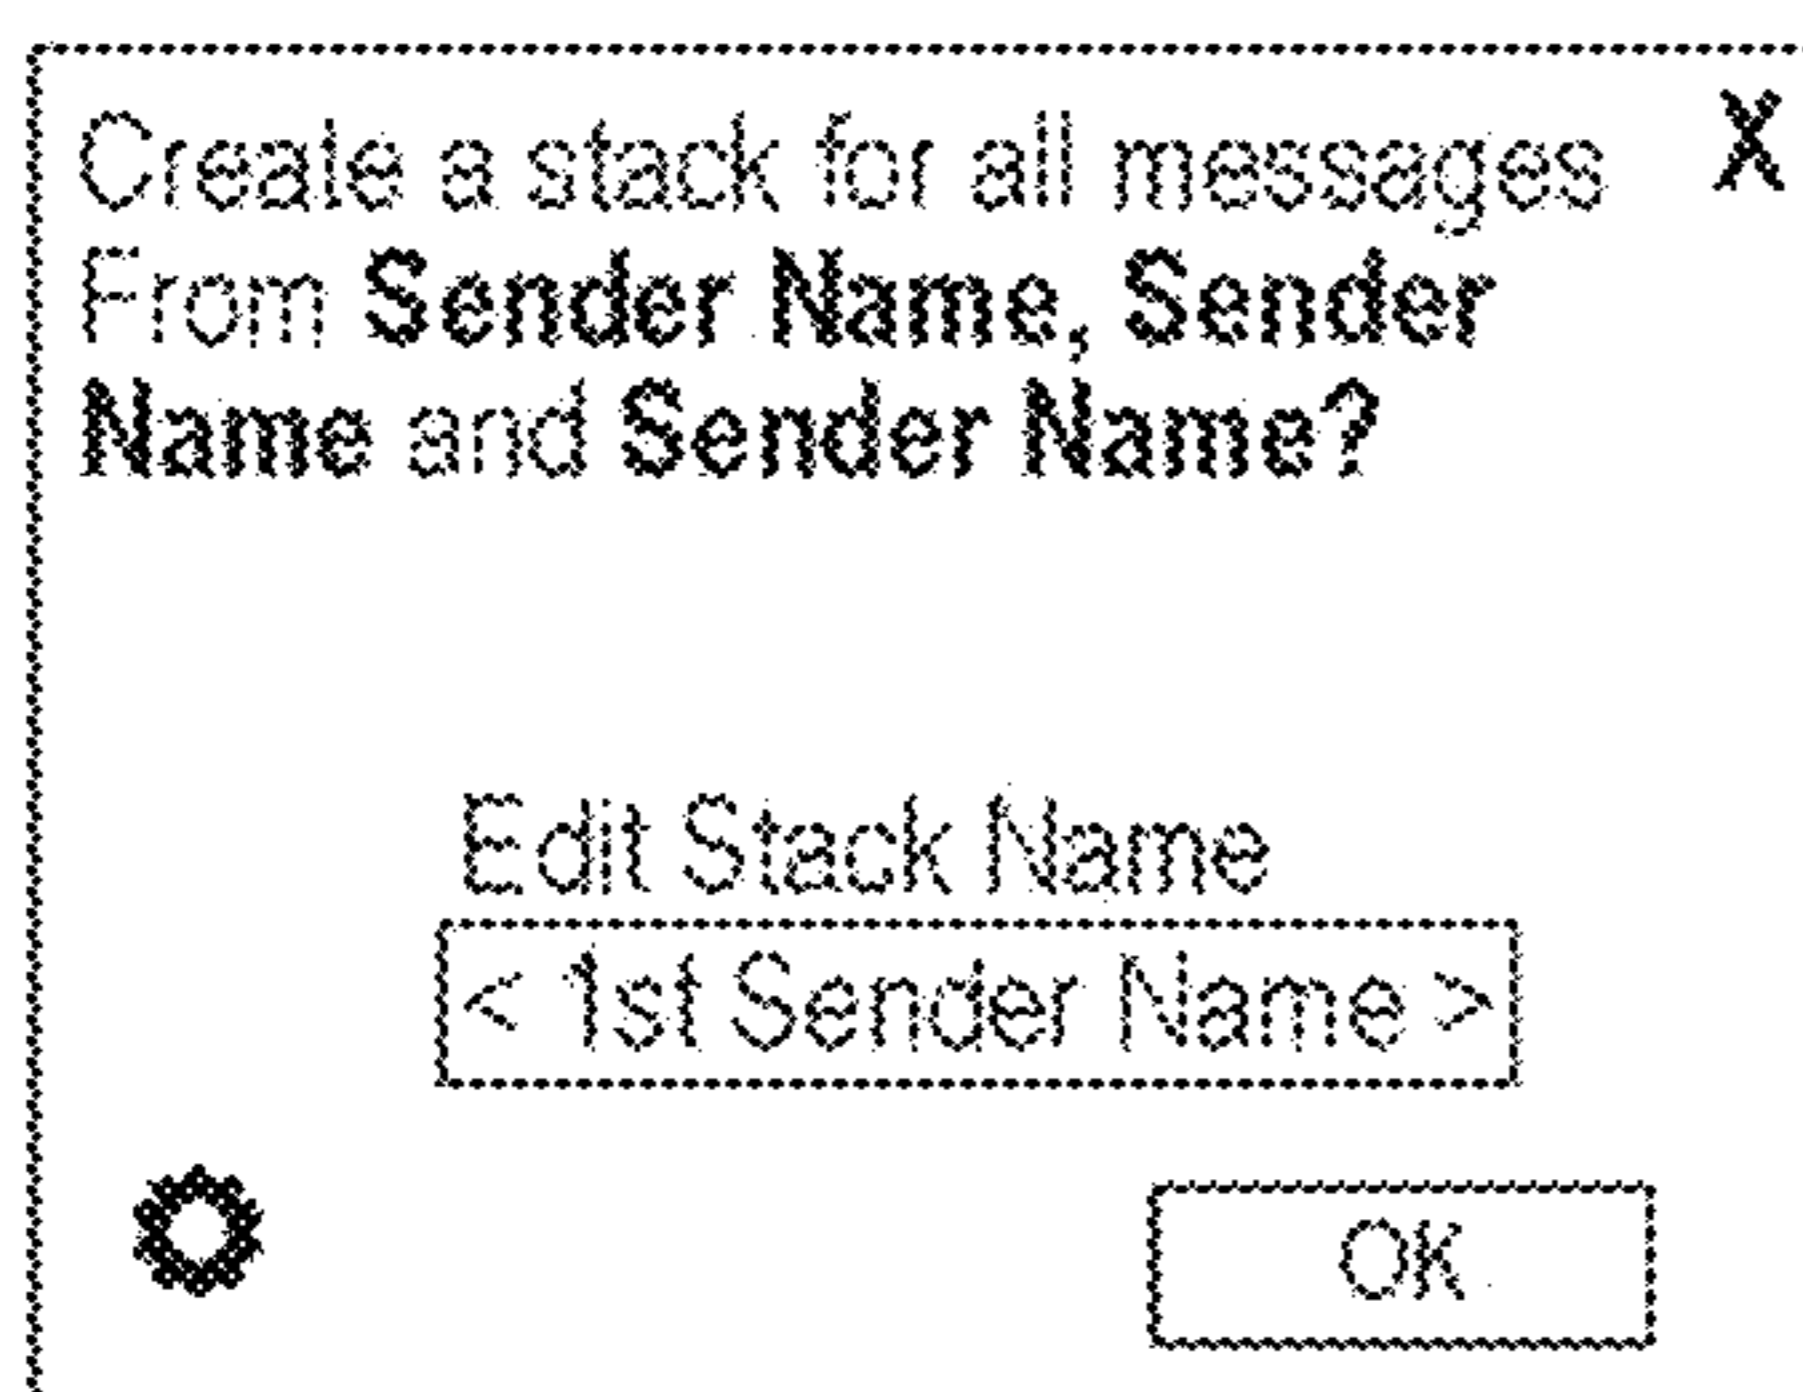 Create a stack for all messages X
From Sender Name, Sender
Name and Sender Name?
Edit Stack Name
< 1st Sender Name >
OK